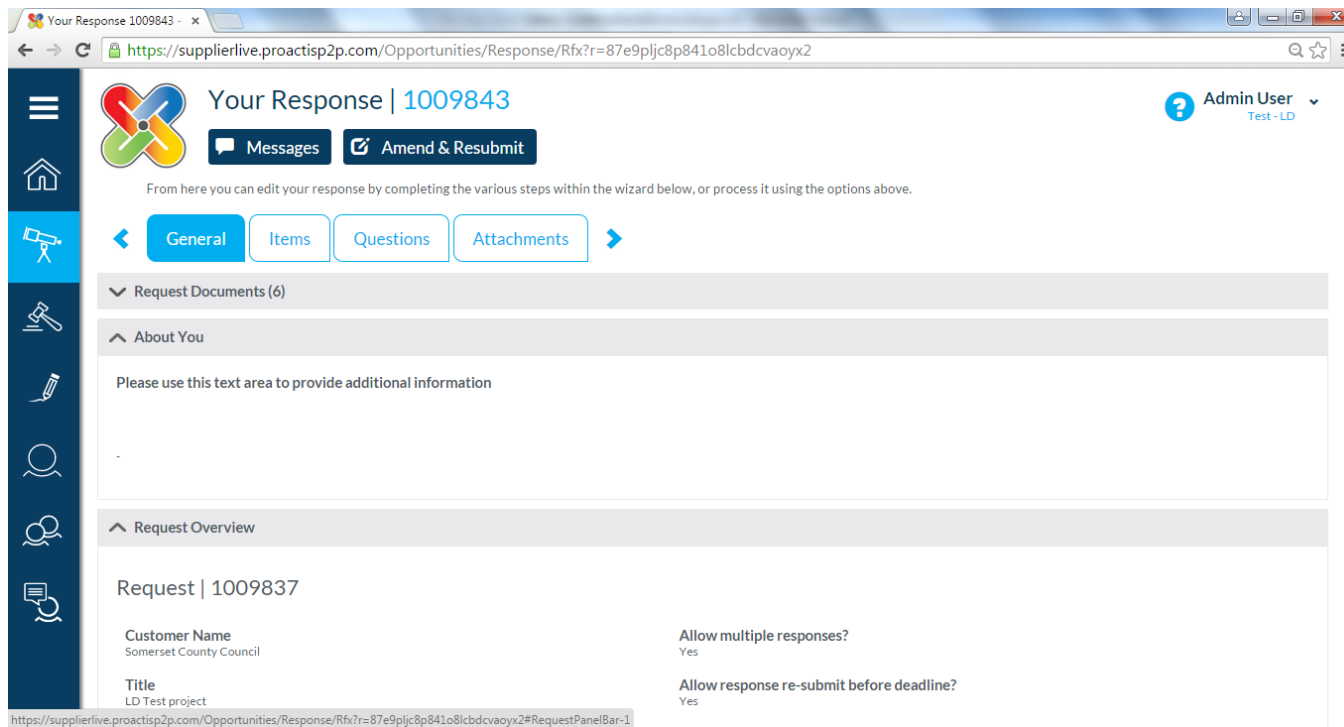 Your Response 1009843 -
https://supplierlive.proactisp2p.com/Opportunities/Response/Rfx?r=87e9pljc8p841o8lcbdcvaoyx2
Your Response | 1009843
Admin User
Test - LD
Messages
Amend & Resubmit
From here you can edit your response by completing the various steps within the wizard below, or process it using the options above.
General Items Questions Attachments
Request Documents (6)
About You
Please use this text area to provide additional information
-
Request Overview
Request | 1009837
Customer Name
Somerset County Council
Allow multiple responses?
Yes
Title
LD Test project
Allow response re-submit before deadline?
Yes
https://supplierlive.proactisp2p.com/Opportunities/Response/Rfx?r=87e9pljc8p841o8lcbdcvaoyx2#RequestPanelBar-1